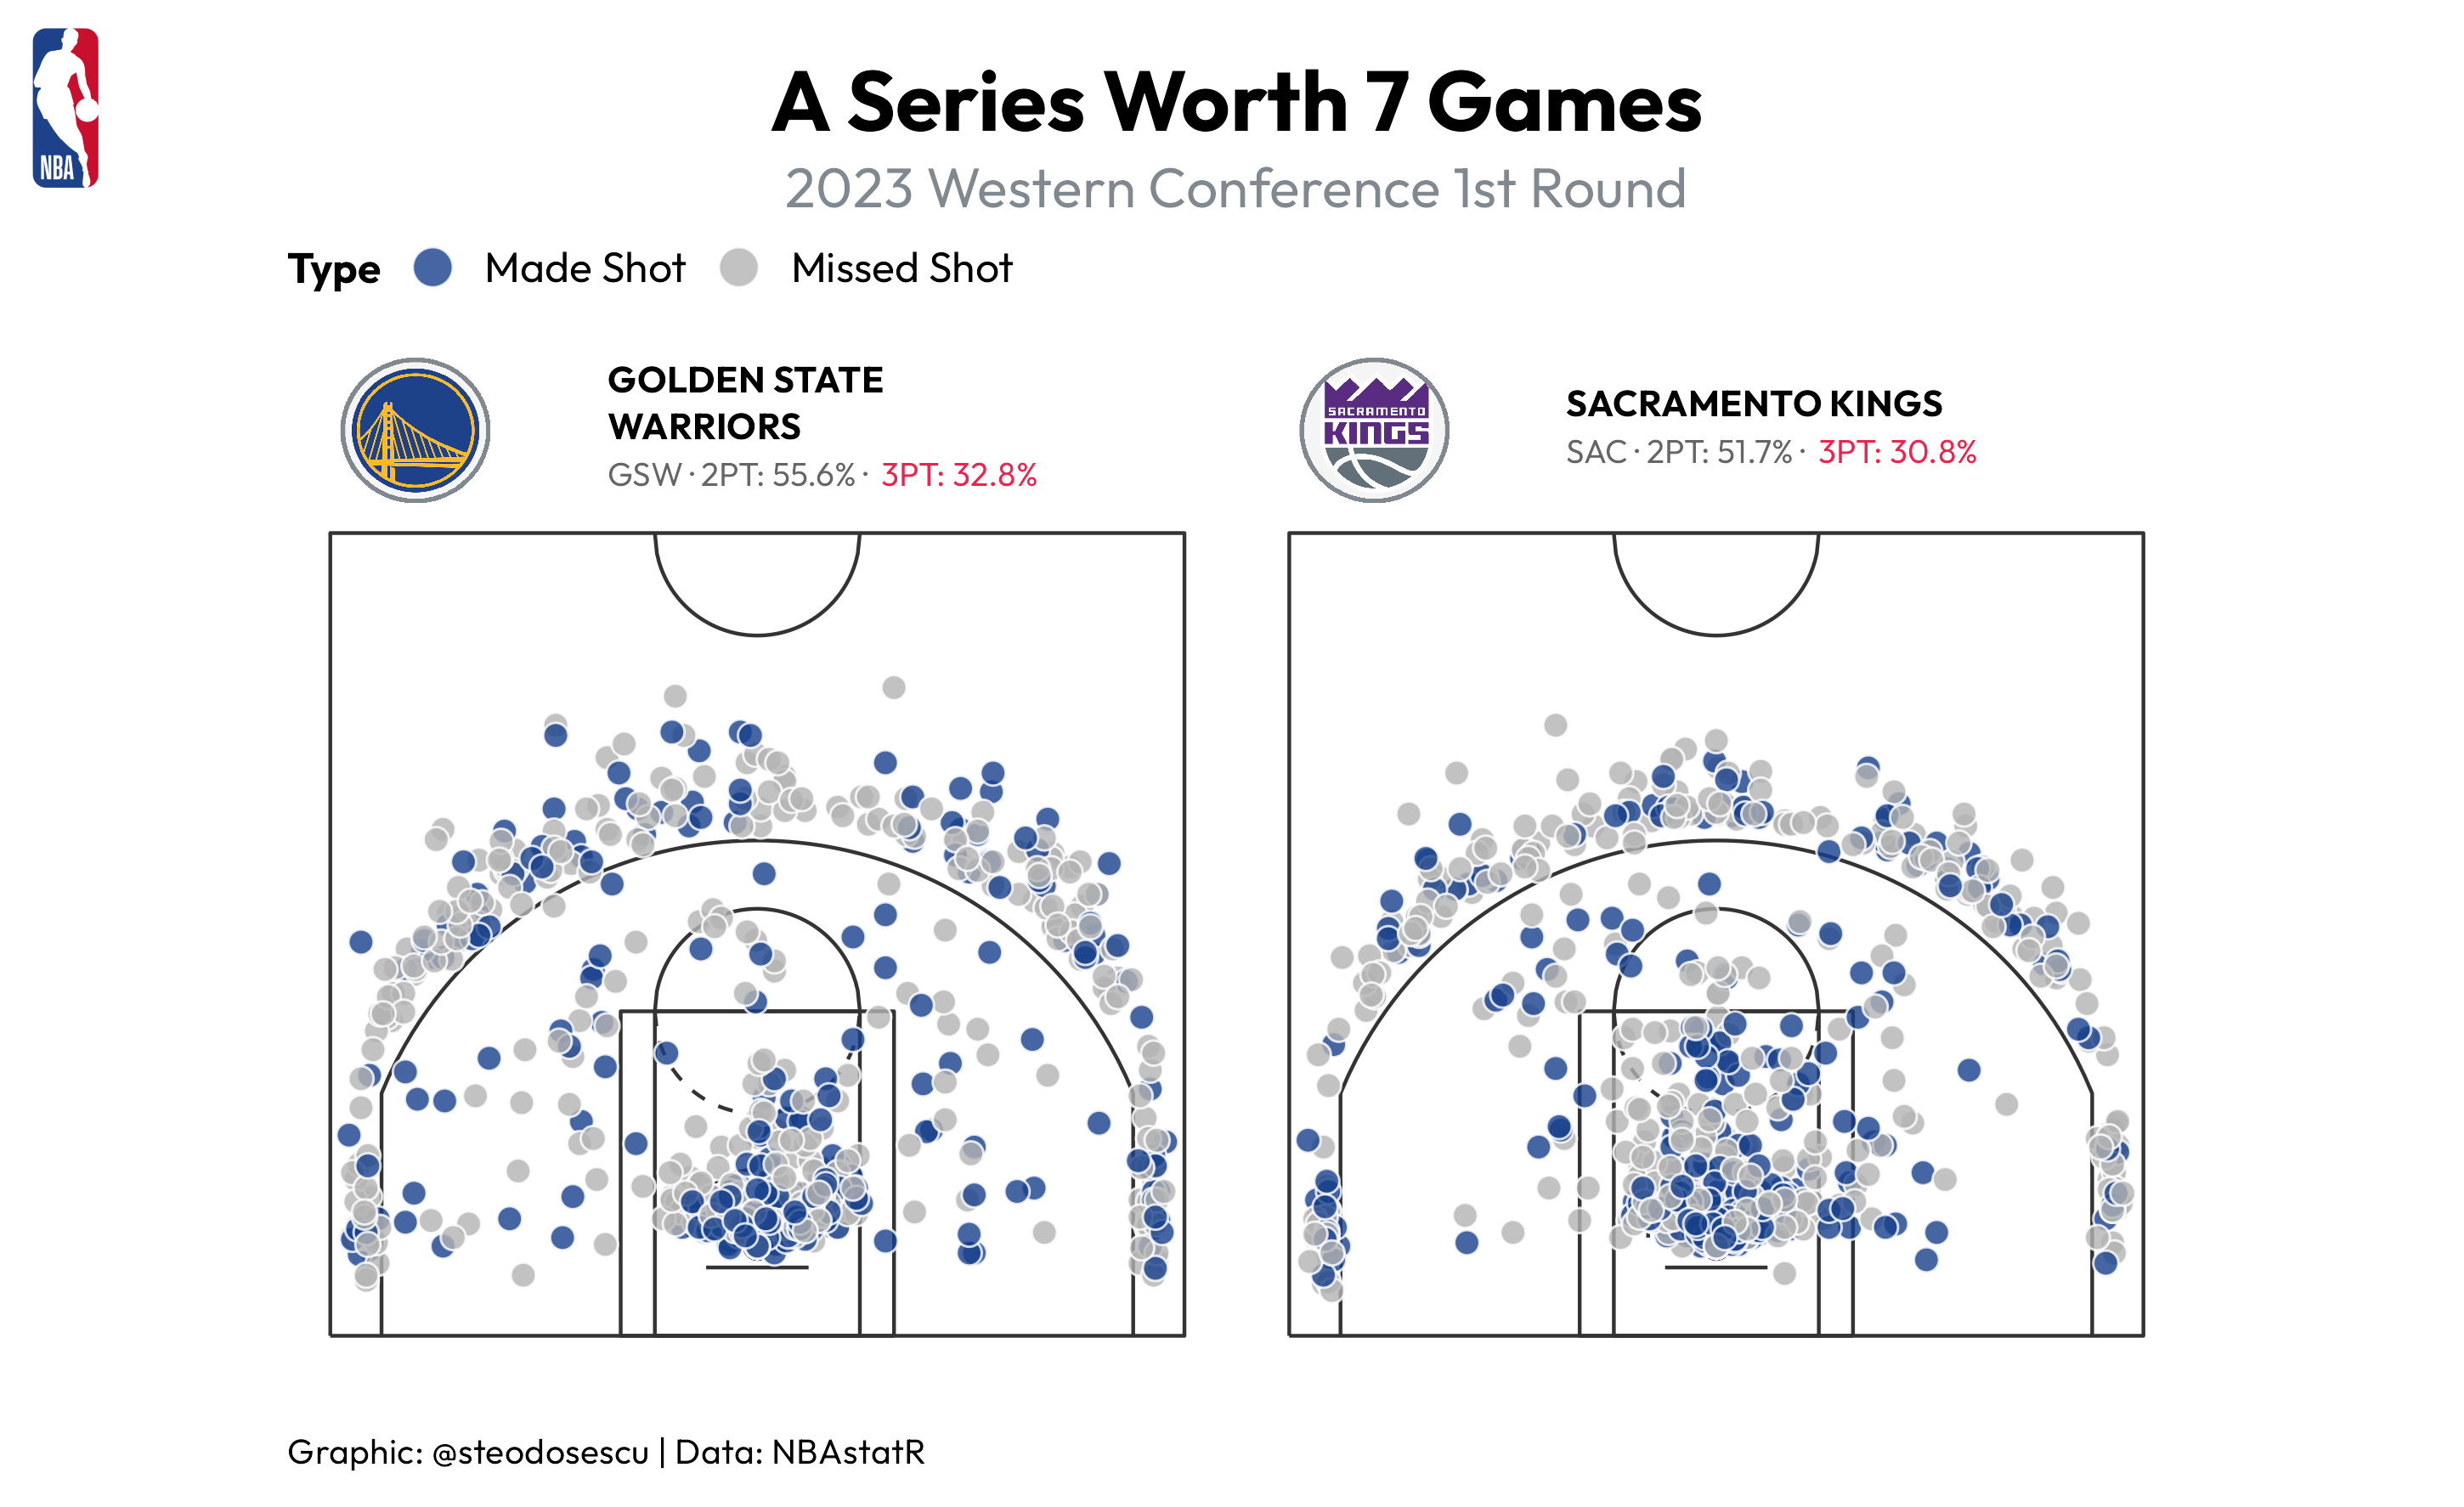 NBA
A Series Worth 7 Games
2023 Western Conference 1st Round
Type Made Shot Missed Shot
GOLDEN STATE
WARRIORS
GSW · 2PT: 55.6% · 3PT: 32.8%
SACRAMENTO
KINGS
SACRAMENTO KINGS
SAC · 2PT: 51.7% · 3PT: 30.8%
Graphic: @steodosescu | Data: NBAstatR